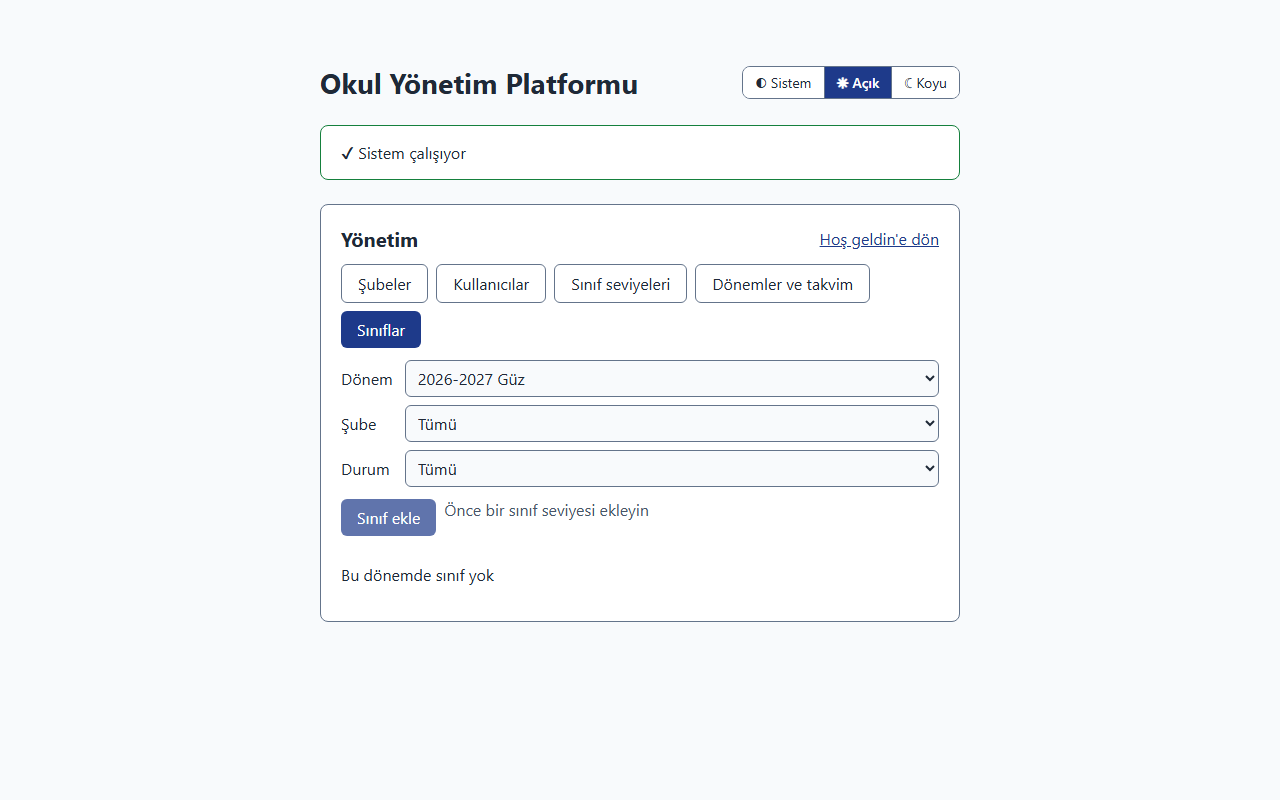 Okul Yönetim Platformu
◐ Sistem ❋ Açık ☾ Koyu
✓ Sistem çalışıyor
Yönetim Hoş geldin'e dön
Şubeler Kullanıcılar Sınıf seviyeleri Dönemler ve takvim
Sınıflar
Dönem 2026-2027 Güz
Şube Tümü
Durum Tümü
Sınıf ekle Önce bir sınıf seviyesi ekleyin
Bu dönemde sınıf yok